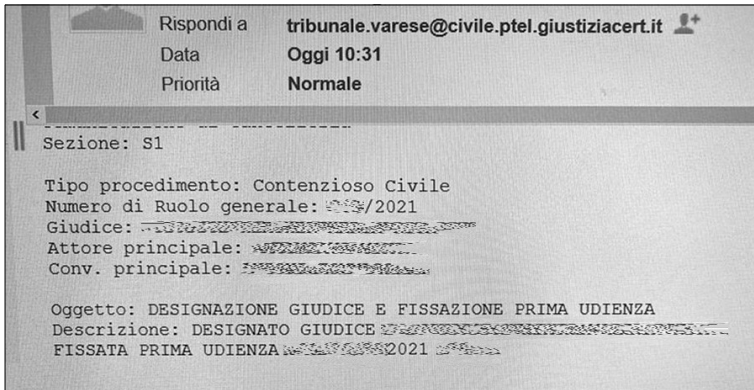 Rispondi a tribunale.varese@civile.ptel.giustiziacert.it
Data Oggi 10:31
Priorità Normale
Sezione: S1
Tipo procedimento: Contenzioso Civile
Numero di Ruolo generale: /2021
Giudice:
Attore principale:
Conv. principale:
Oggetto: DESIGNAZIONE GIUDICE E FISSAZIONE PRIMA UDIENZA
Descrizione: DESIGNATO GIUDICE
FISSATA PRIMA UDIENZA 2021